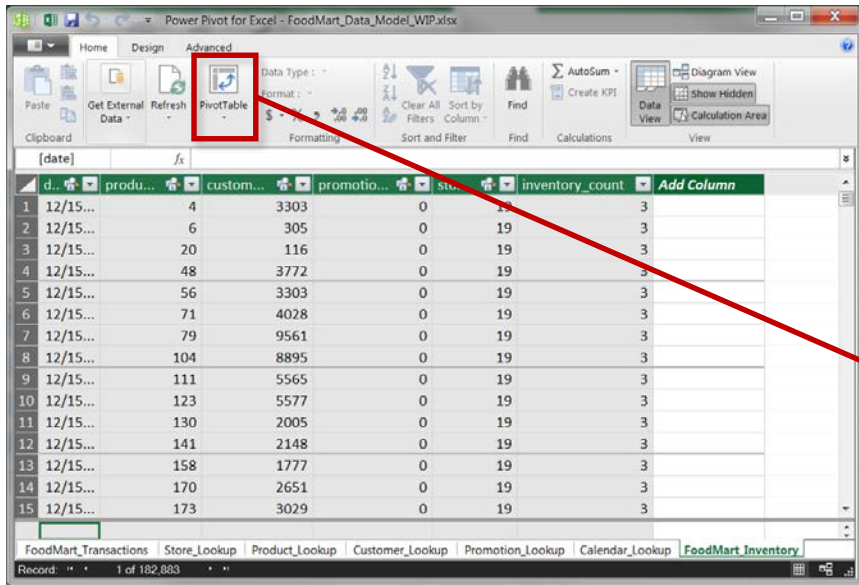 Power Pivot for Excel - FoodMart_Data_Model_WIP.xlsx
Home Design Advanced
Paste
Clipboard
Get External Data
Refresh
PivotTable
Data Type :
Format :
$ % ,
Formatting
Clear All Filters
Sort by Column
Sort and Filter
Find
Find
AutoSum
Create KPI
Calculations
Data View
Diagram View
Show Hidden
Calculation Area
View
[date] fx
d... produ... custom... promotio... sto... inventory_count Add Column
1 12/15... 4 3303 0 19 3
2 12/15... 6 305 0 19 3
3 12/15... 20 116 0 19 3
4 12/15... 48 3772 0 19 3
5 12/15... 56 3303 0 19 3
6 12/15... 71 4028 0 19 3
7 12/15... 79 9561 0 19 3
8 12/15... 104 8895 0 19 3
9 12/15... 111 5565 0 19 3
10 12/15... 123 5577 0 19 3
11 12/15... 130 2005 0 19 3
12 12/15... 141 2148 0 19 3
13 12/15... 158 1777 0 19 3
14 12/15... 170 2651 0 19 3
15 12/15... 173 3029 0 19 3
FoodMart_Transactions Store_Lookup Product_Lookup Customer_Lookup Promotion_Lookup Calendar_Lookup FoodMart_Inventory
Record: 1 of 182,883